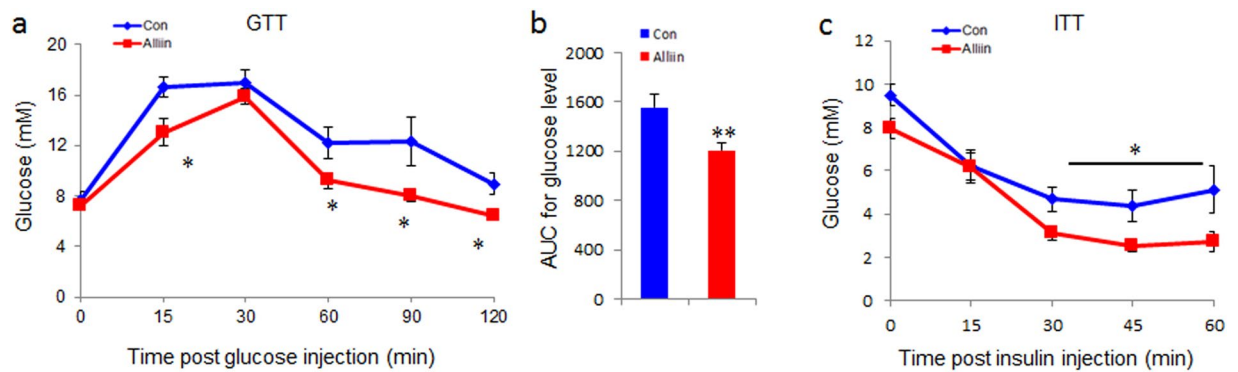 a
GTT
Con
Alliin
20
16
12
8
4
0
Glucose (mM)
*
*
*
*
0 15 30 60 90 120
Time post glucose injection (min)
b
Con
Alliin
2000
1600
1200
800
400
0
AUC for glucose level
**
c
ITT
Con
Alliin
12
10
8
6
4
2
0
Glucose (mM)
*
0 15 30 45 60
Time post insulin injection (min)